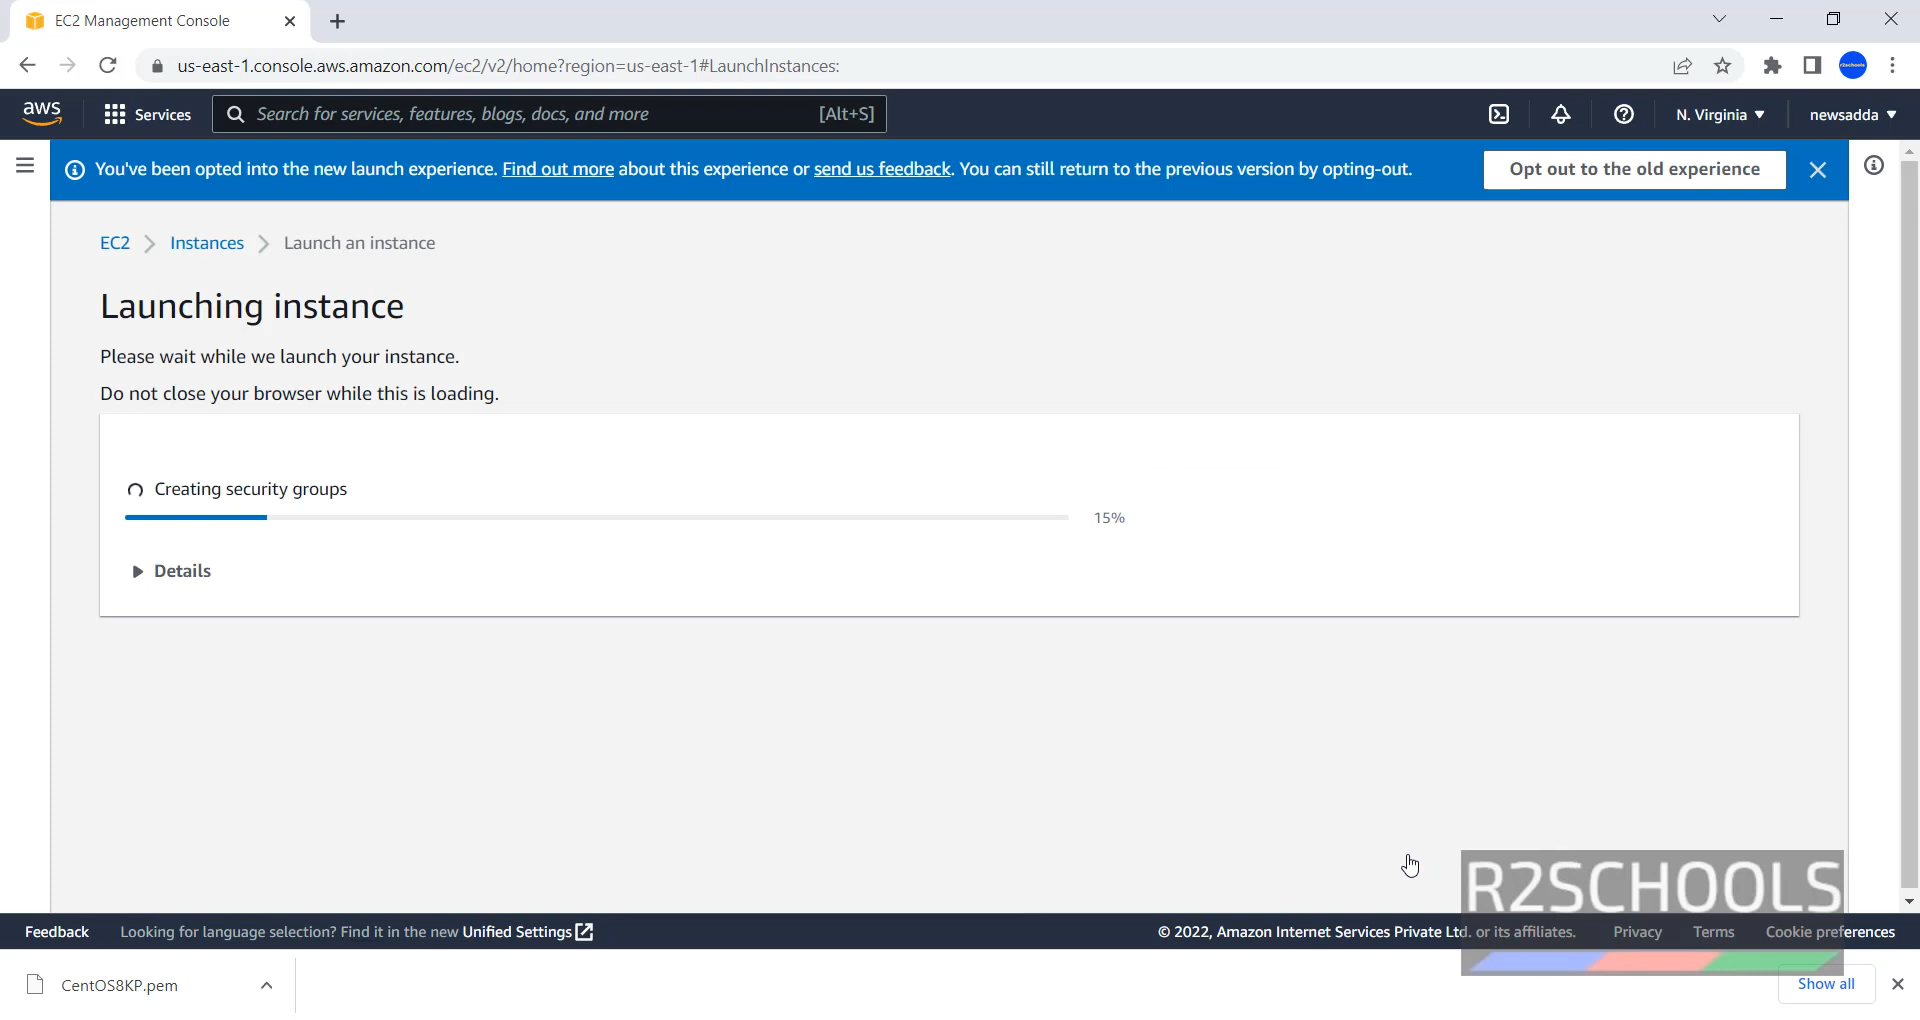 EC2 Management Console
us-east-1.console.aws.amazon.com/ec2/v2/home?region=us-east-1#LaunchInstances:
aws
Services
Search for services, features, blogs, docs, and more
[Alt+S]
N. Virginia
newsadda
You've been opted into the new launch experience. Find out more about this experience or send us feedback. You can still return to the previous version by opting-out.
Opt out to the old experience
EC2
Instances
Launch an instance
Launching instance
Please wait while we launch your instance.
Do not close your browser while this is loading.
Creating security groups
15%
Details
R2SCHOOLS
Feedback
Looking for language selection? Find it in the new Unified Settings
© 2022, Amazon Internet Services Private Ltd. or its affiliates.
Privacy
Terms
Cookie preferences
CentOS8KP.pem
Show all